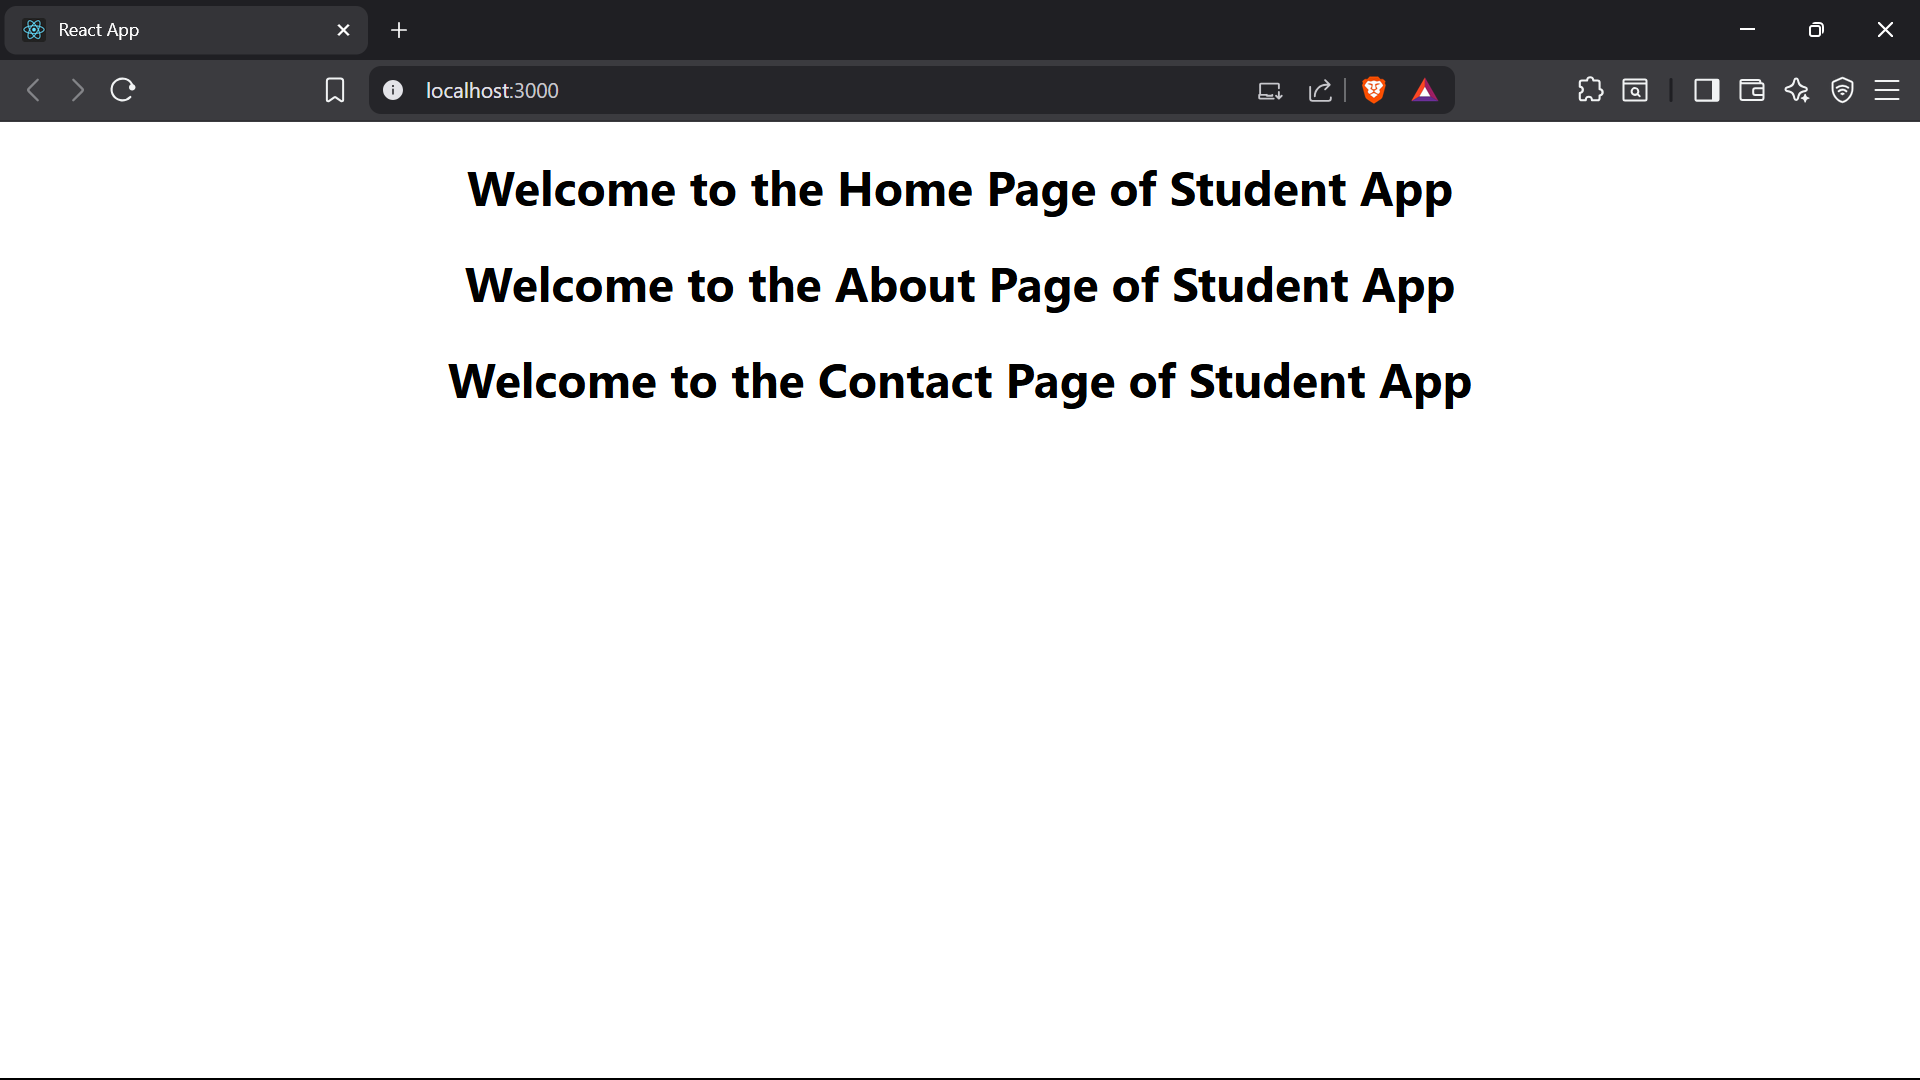 React App
localhost:3000
Welcome to the Home Page of Student App
Welcome to the About Page of Student App
Welcome to the Contact Page of Student App